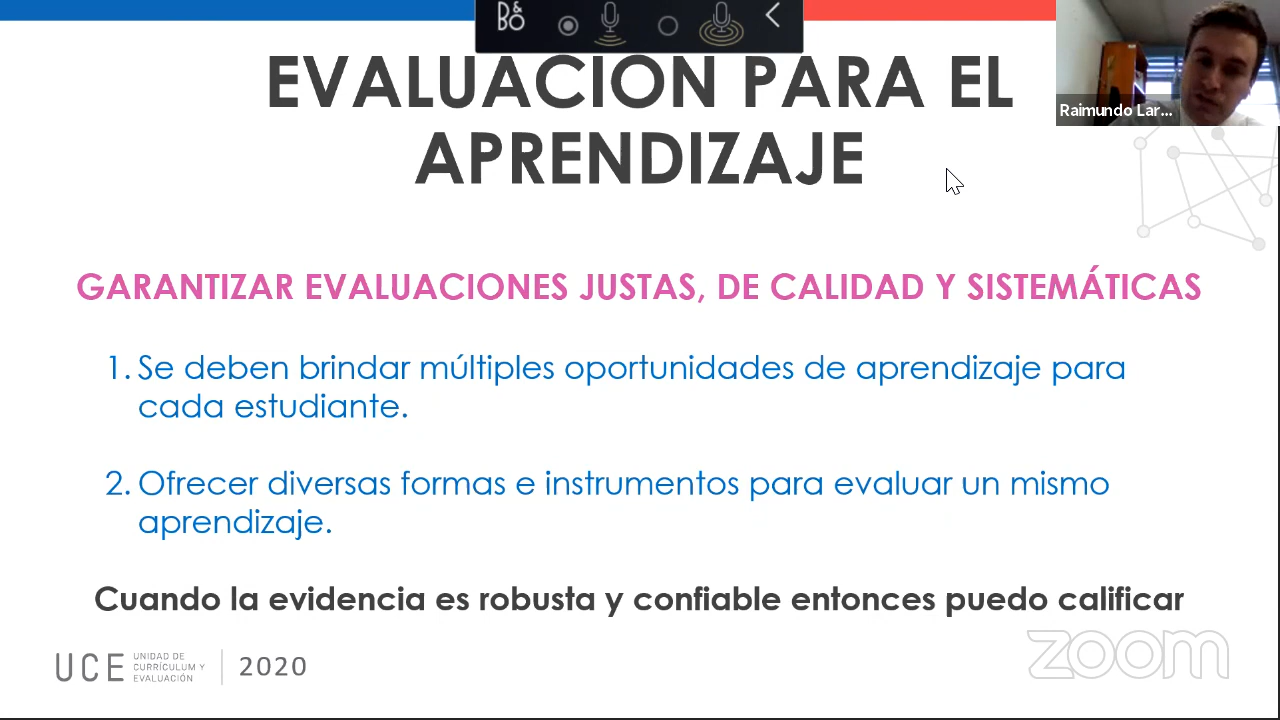 B&O
EVALUACION PARA EL
APRENDIZAJE
Raimundo Lar...
GARANTIZAR EVALUACIONES JUSTAS, DE CALIDAD Y SISTEMÁTICAS
1. Se deben brindar múltiples oportunidades de aprendizaje para
cada estudiante.
2. Ofrecer diversas formas e instrumentos para evaluar un mismo
aprendizaje.
Cuando la evidencia es robusta y confiable entonces puedo calificar
UCE
UNIDAD DE
CURRÍCULUM Y
EVALUACIÓN
2020
zoom